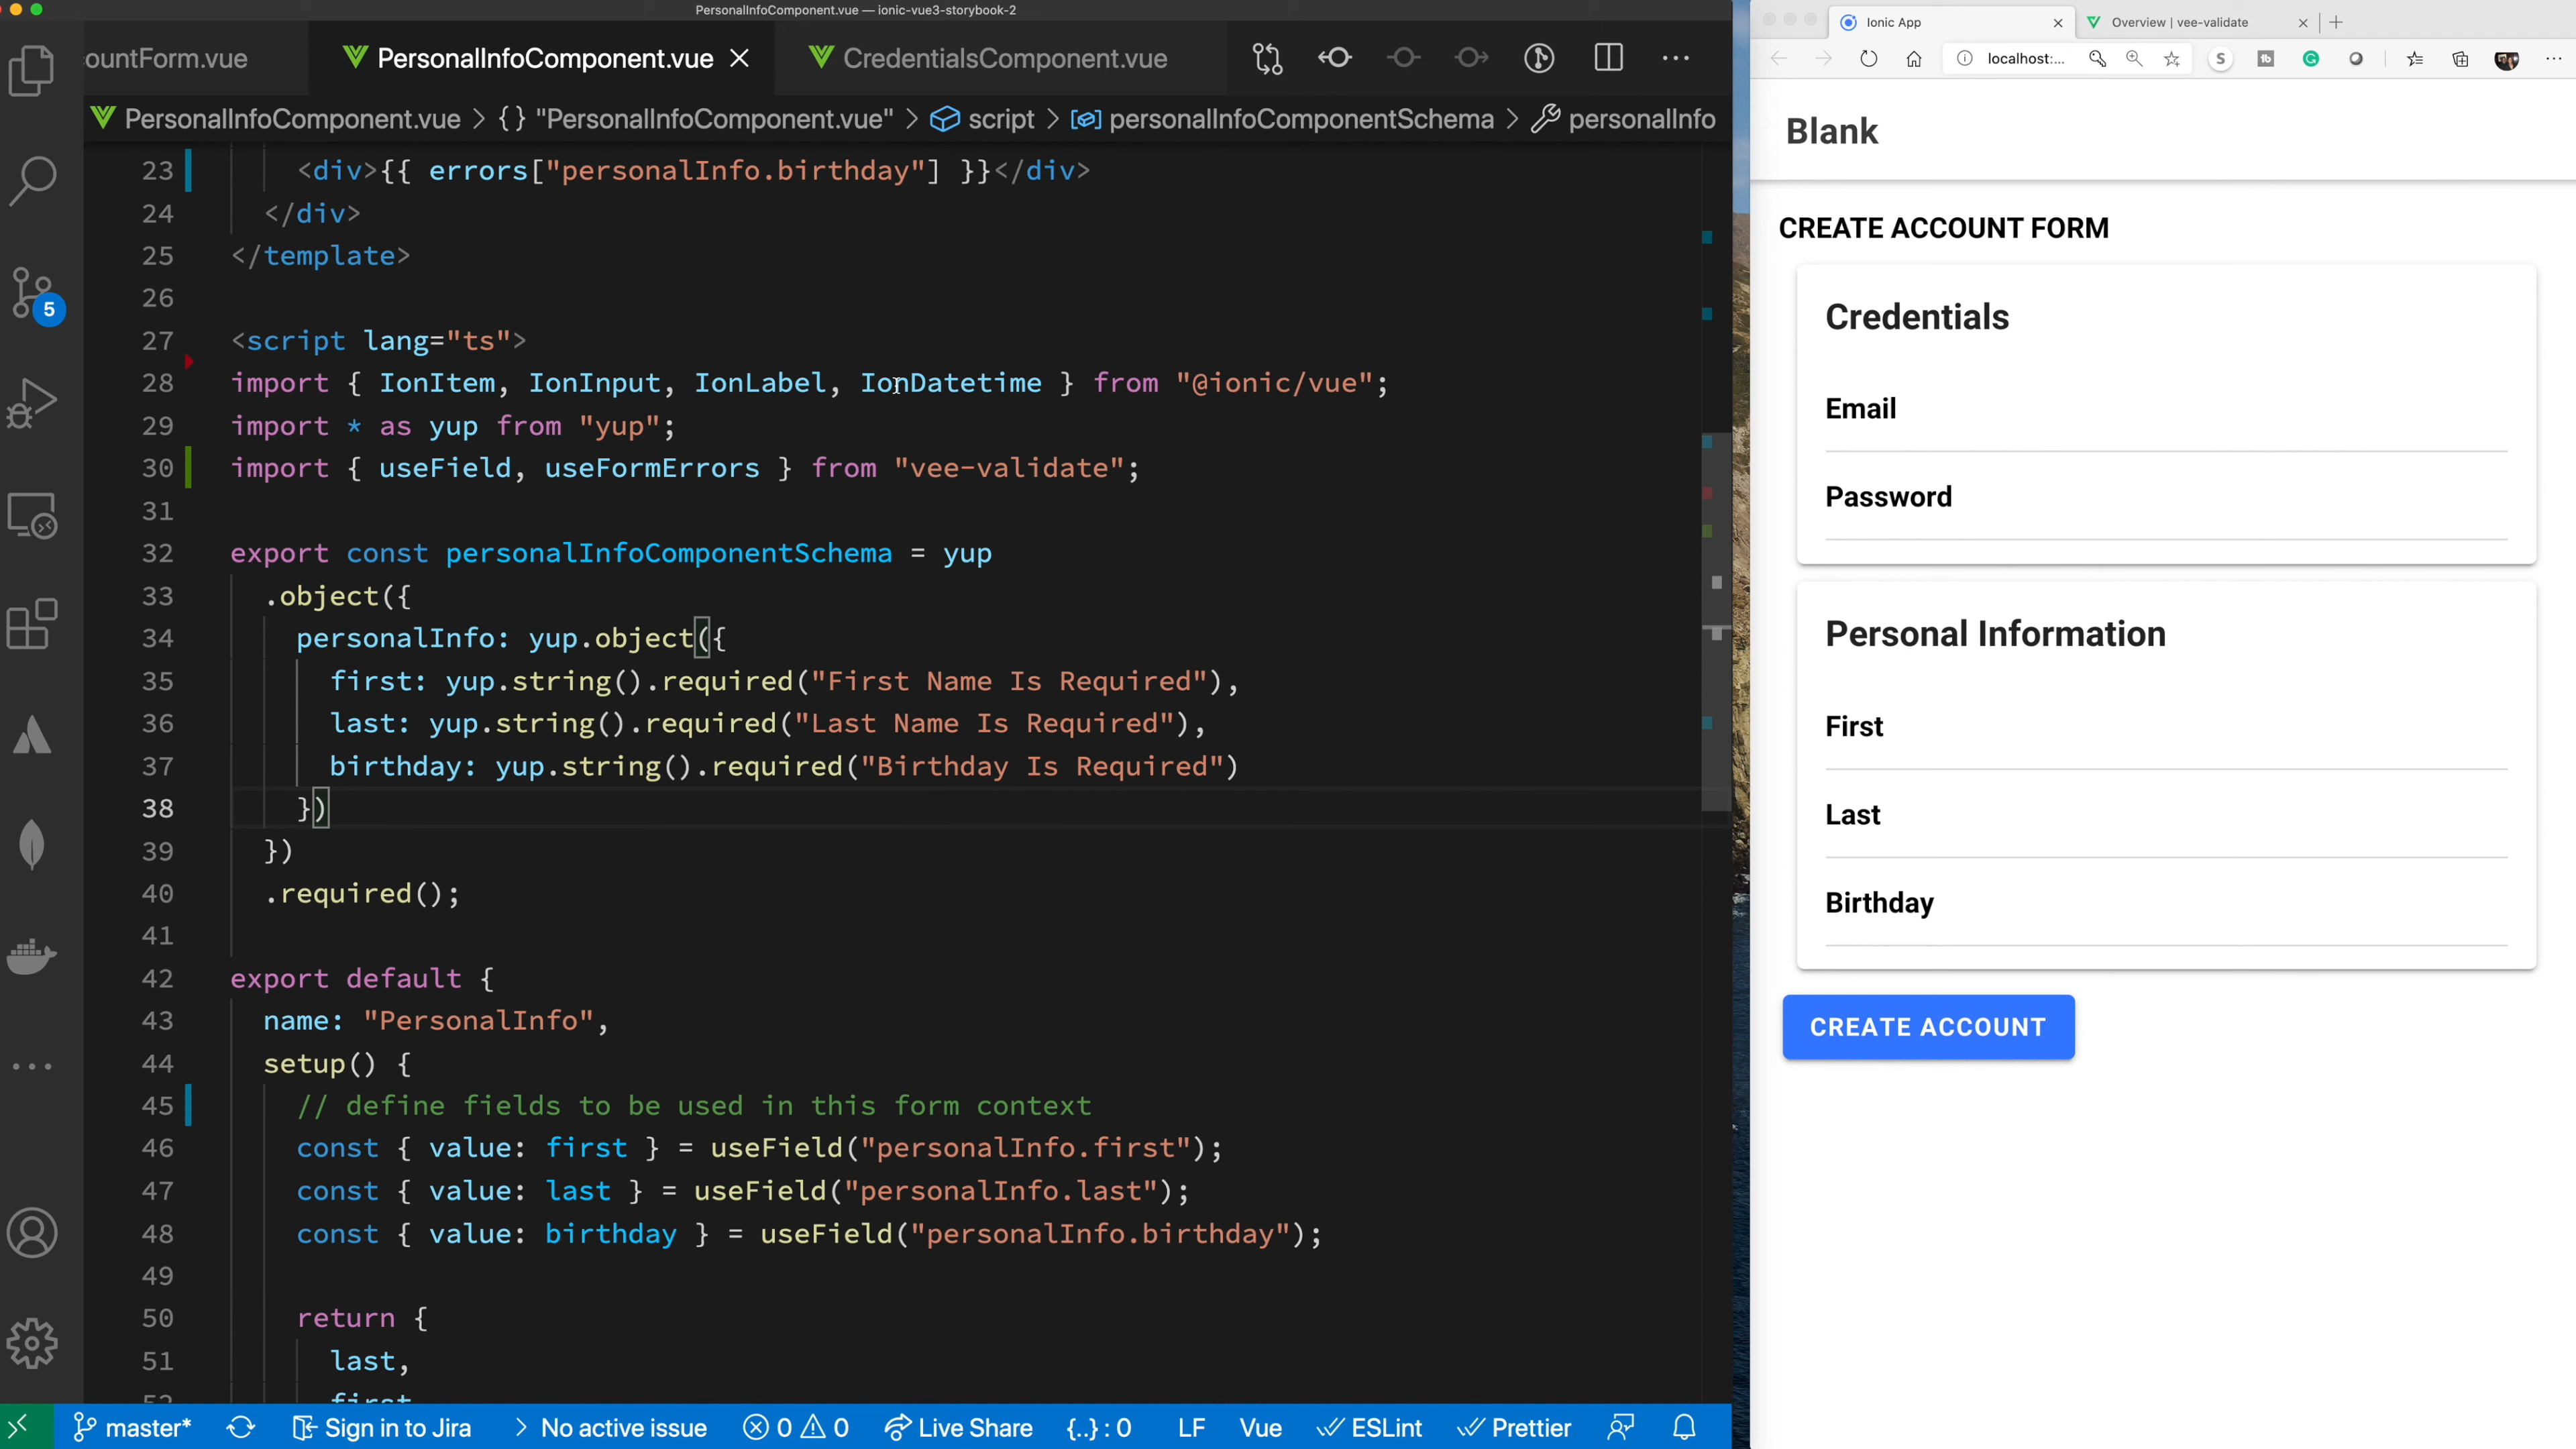 PersonalInfoComponent.vue — ionic-vue3-storybook-2
ountForm.vue
PersonalInfoComponent.vue
CredentialsComponent.vue
PersonalInfoComponent.vue > {} "PersonalInfoComponent.vue" > script > personalInfoComponentSchema > personalInfo
23 <div>{{ errors["personalInfo.birthday"] }}</div>
24 </div>
25 </template>
26
27 <script lang="ts">
28 import { IonItem, IonInput, IonLabel, IonDatetime } from "@ionic/vue";
29 import * as yup from "yup";
30 import { useField, useFormErrors } from "vee-validate";
31
32 export const personalInfoComponentSchema = yup
33 .object({
34 personalInfo: yup.object({
35 first: yup.string().required("First Name Is Required"),
36 last: yup.string().required("Last Name Is Required"),
37 birthday: yup.string().required("Birthday Is Required")
38 })
39 })
40 .required();
41
42 export default {
43 name: "PersonalInfo",
44 setup() {
45 // define fields to be used in this form context
46 const { value: first } = useField("personalInfo.first");
47 const { value: last } = useField("personalInfo.last");
48 const { value: birthday } = useField("personalInfo.birthday");
49
50 return {
51 last,
52 first
5
master*
Sign in to Jira
No active issue
0
0
Live Share
{..} : 0
LF
Vue
ESLint
Prettier
Ionic App
Overview | vee-validate
localhost:...
S
Blank
CREATE ACCOUNT FORM
Credentials
Email
Password
Personal Information
First
Last
Birthday
CREATE ACCOUNT